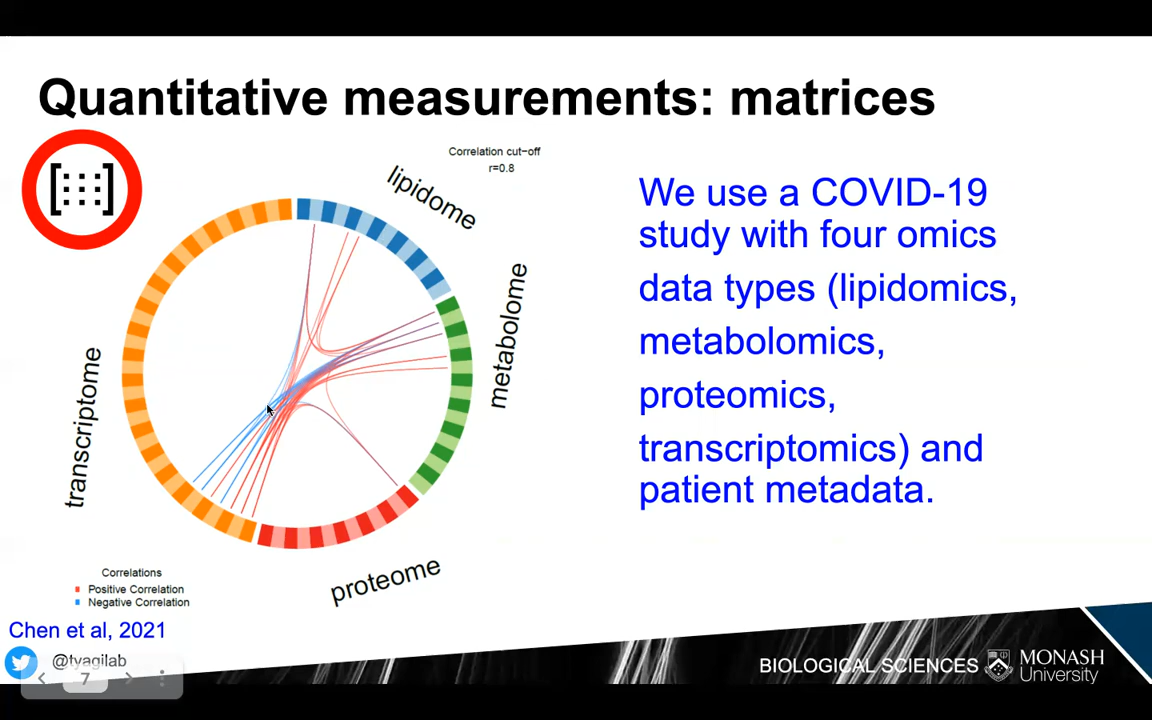 Quantitative measurements: matrices
Correlation cut-off
r=0.8
lipidome
metabolome
transcriptome
proteome
We use a COVID-19
study with four omics
data types (lipidomics,
metabolomics,
proteomics,
transcriptomics) and
patient metadata.
Correlations
Positive Correlation
Negative Correlation
Chen et al, 2021
@tyagilab
7
BIOLOGICAL SCIENCES
MONASH
University